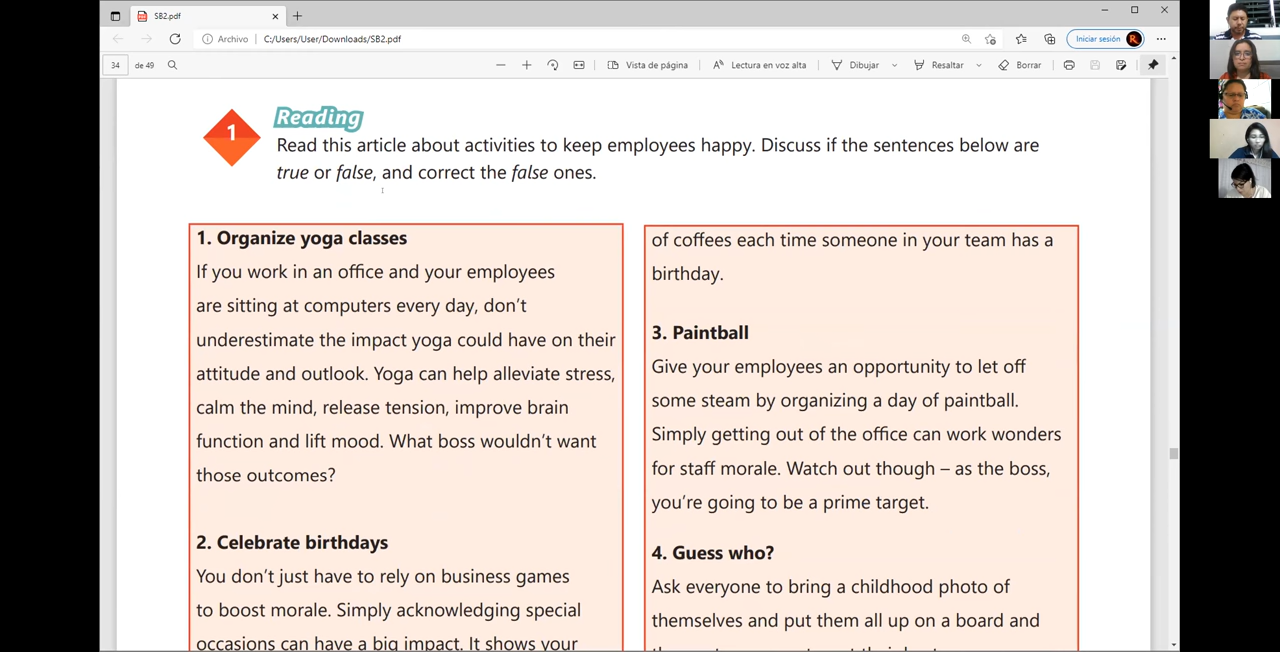 SB2.pdf
Archivo
C:/Users/User/Downloads/SB2.pdf
Iniciar sesión
34
de 49
Vista de página
Lectura en voz alta
Dibujar
Resaltar
Borrar
1
Reading
Read this article about activities to keep employees happy. Discuss if the sentences below are
true or false, and correct the false ones.
1. Organize yoga classes
If you work in an office and your employees
are sitting at computers every day, don't
underestimate the impact yoga could have on their
attitude and outlook. Yoga can help alleviate stress,
calm the mind, release tension, improve brain
function and lift mood. What boss wouldn't want
those outcomes?
2. Celebrate birthdays
You don't just have to rely on business games
to boost morale. Simply acknowledging special
occasions can have a big impact. It shows your
of coffees each time someone in your team has a
birthday.
3. Paintball
Give your employees an opportunity to let off
some steam by organizing a day of paintball.
Simply getting out of the office can work wonders
for staff morale. Watch out though – as the boss,
you're going to be a prime target.
4. Guess who?
Ask everyone to bring a childhood photo of
themselves and put them all up on a board and